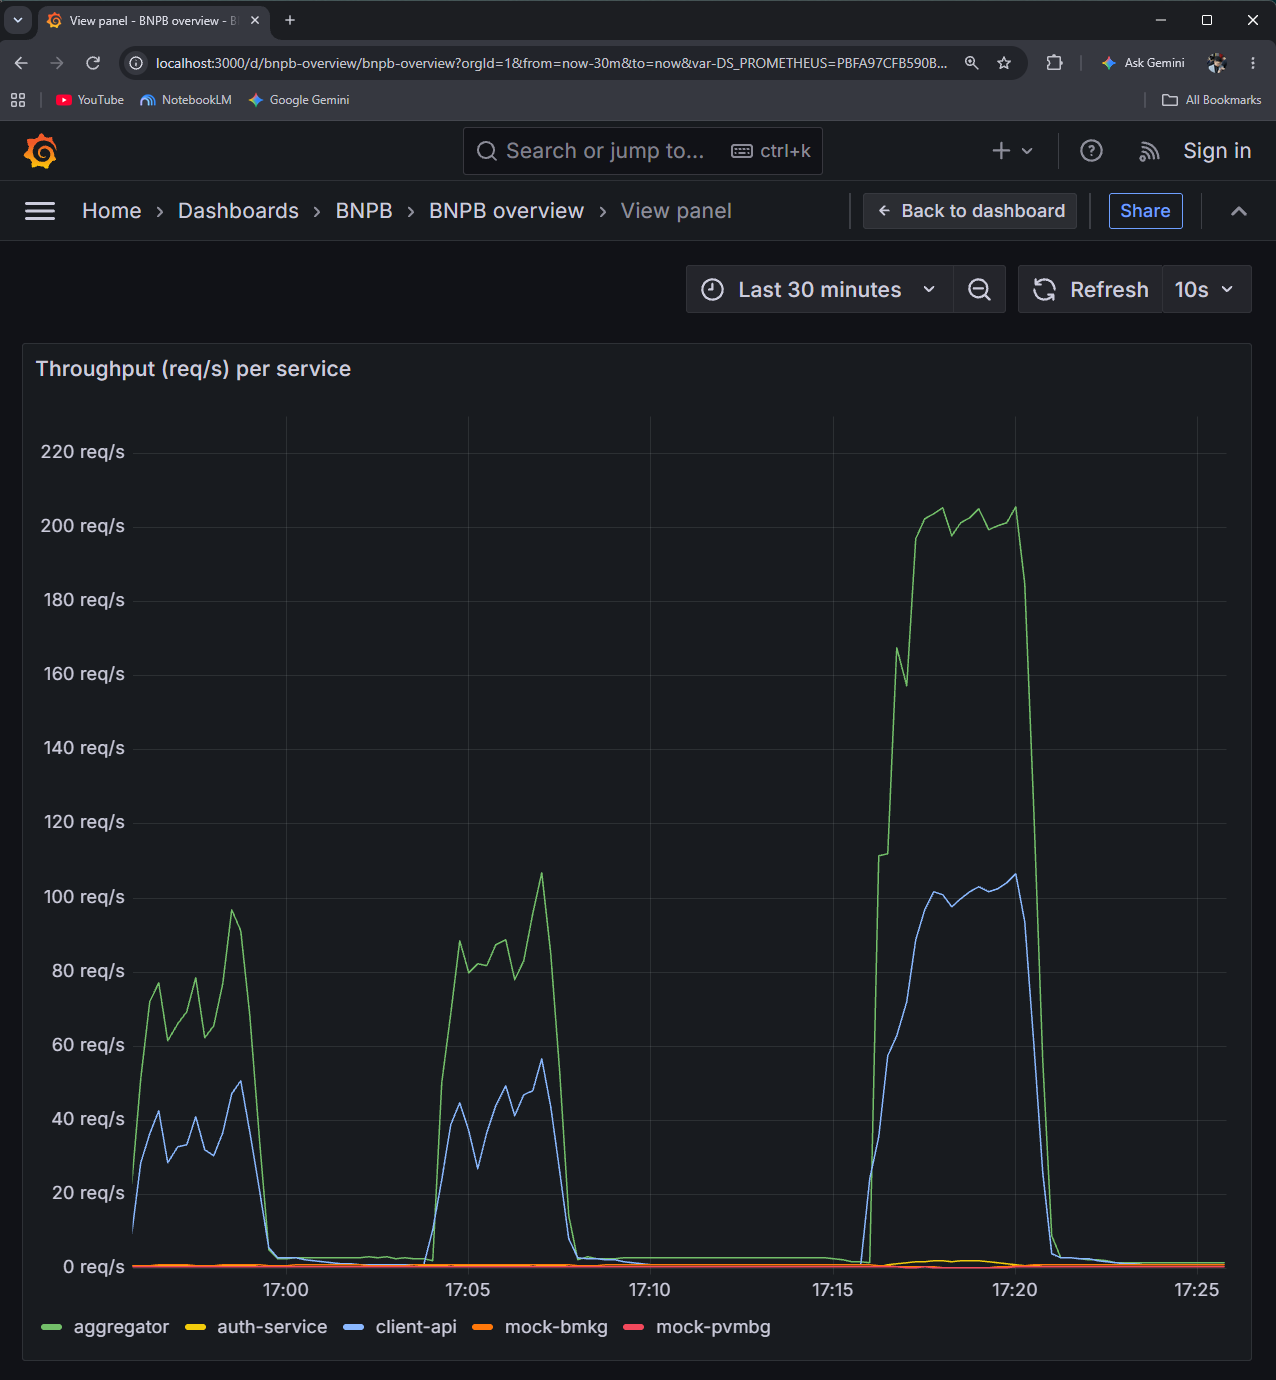 View panel - BNPB overview - B
localhost:3000/d/bnpb-overview/bnpb-overview?orgId=1&from=now-30m&to=now&var-DS_PROMETHEUS=PBFA97CFB590B...
Ask Gemini
YouTube
NotebookLM
Google Gemini
All Bookmarks
Search or jump to...
ctrl+k
Sign in
Home › Dashboards › BNPB › BNPB overview › View panel
Back to dashboard
Share
Last 30 minutes
Refresh
10s
Throughput (req/s) per service
220 req/s
200 req/s
180 req/s
160 req/s
140 req/s
120 req/s
100 req/s
80 req/s
60 req/s
40 req/s
20 req/s
0 req/s
17:00 17:05 17:10 17:15 17:20 17:25
aggregator auth-service client-api mock-bmkg mock-pvmbg